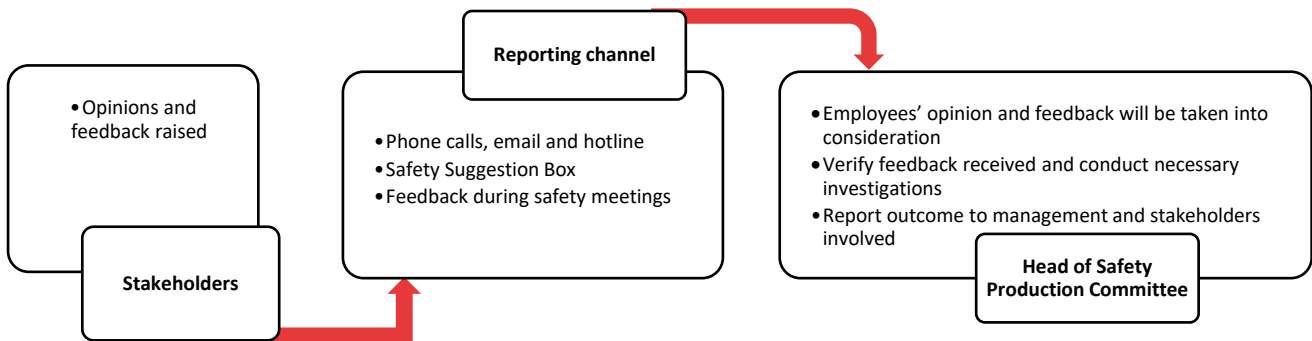 • Opinions and
feedback raised
Stakeholders
Reporting channel
• Phone calls, email and hotline
• Safety Suggestion Box
• Feedback during safety meetings
• Employees’ opinion and feedback will be taken into
consideration
• Verify feedback received and conduct necessary
investigations
• Report outcome to management and stakeholders
involved
Head of Safety
Production Committee